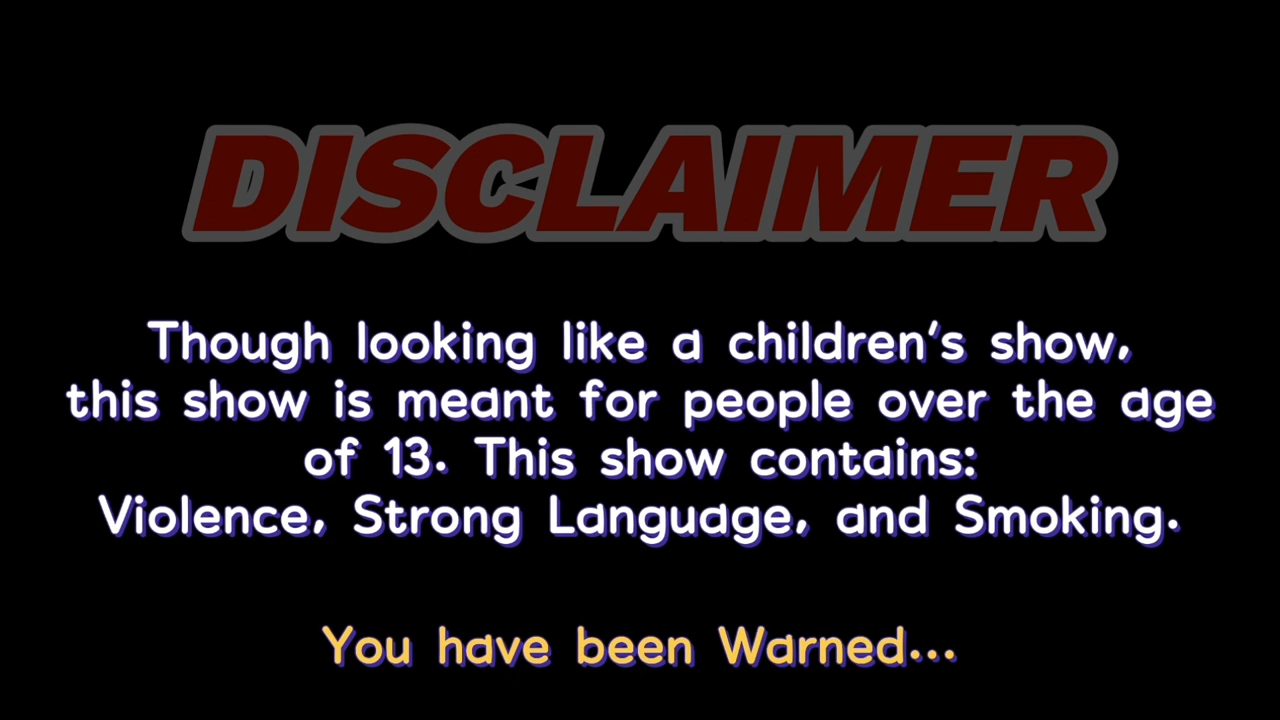 DISCLAIMER
Though looking like a children's show,
this show is meant for people over the age
of 13. This show contains:
Violence, Strong Language, and Smoking.
You have been Warned...